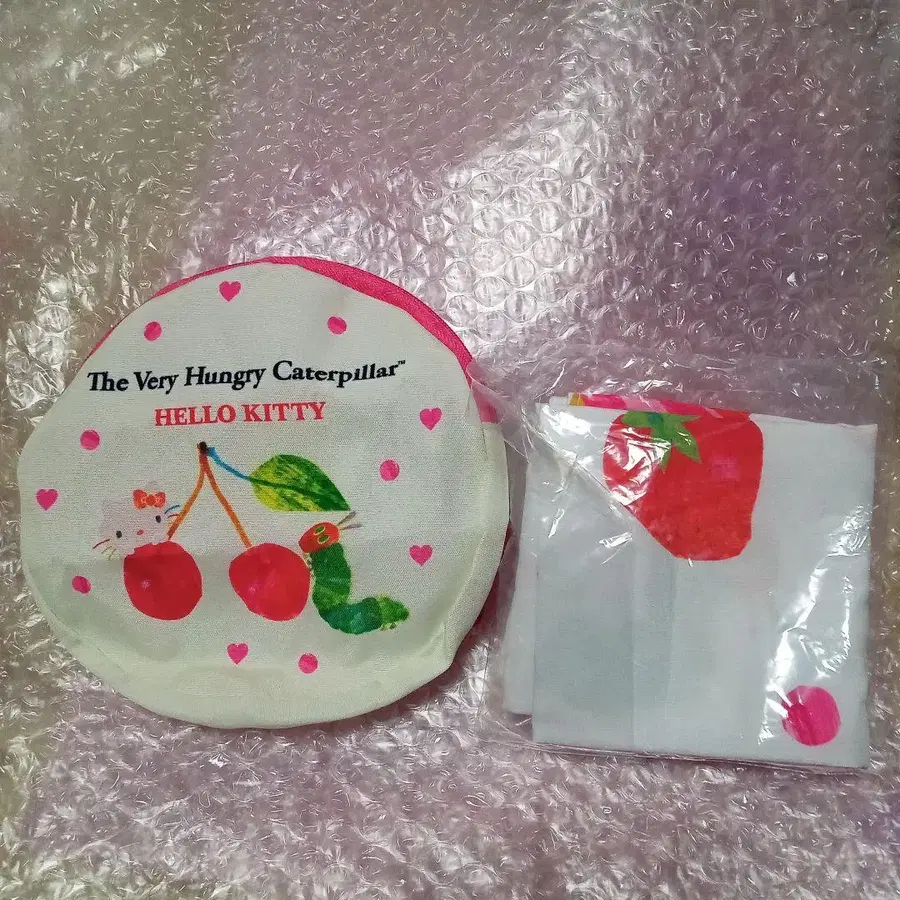 The Very Hungry Caterpillar™
HELLO KITTY